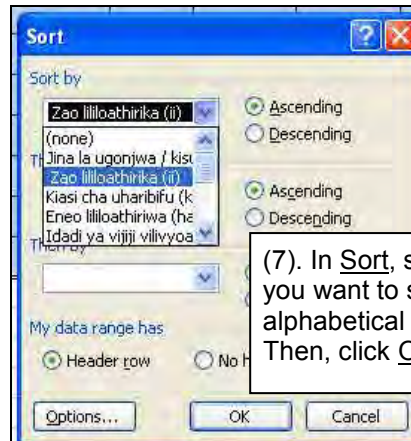 Sort
Sort by
Zao lililoathirika (ii)
Ascending
Descending
(none)
Jina la ugonjwa / kisu
Zao lililoathirika (ii)
Kiasi cha uharibifu (k
Eneo lililoathiriwa (ha
Idadi ya vijiji vilivyoa
Ascending
Descending
Then by
(7). In Sort, s
you want to s
alphabetical
Then, click
My data range has
Header row
No h
Options...
OK
Cancel